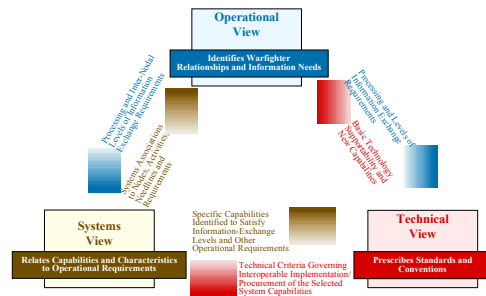 Operational
View
Identifies Warfighter
Relationships and Information Needs
Processing and Inter-Nodal
Levels of Information
Exchange Requirements
Systems Associations
to Nodes, Activities,
Needlines and
Requirements
Processing and Levels of
Information Exchange
Requirements
Basic Technology
Supportability and
New Capabilities
Systems
View
Relates Capabilities and Characteristics
to Operational Requirements
Specific Capabilities
Identified to Satisfy
Information-Exchange
Levels and Other
Operational Requirements
Technical Criteria Governing
Interoperable Implementation/
Procurement of the Selected
System Capabilities
Technical
View
Prescribes Standards and
Conventions